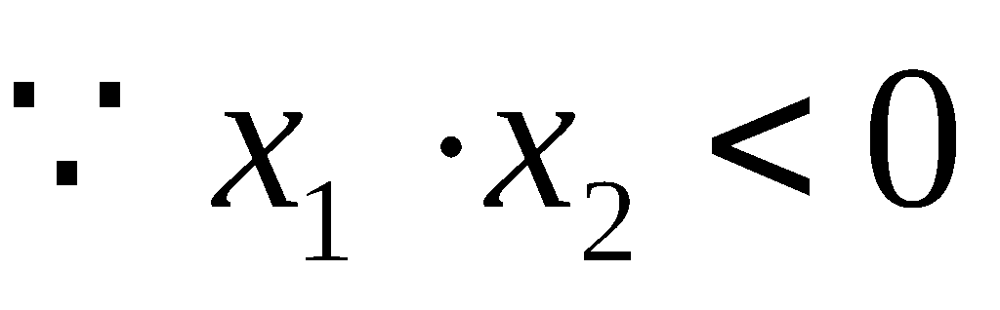 ∵ x₁ ·x₂ < 0